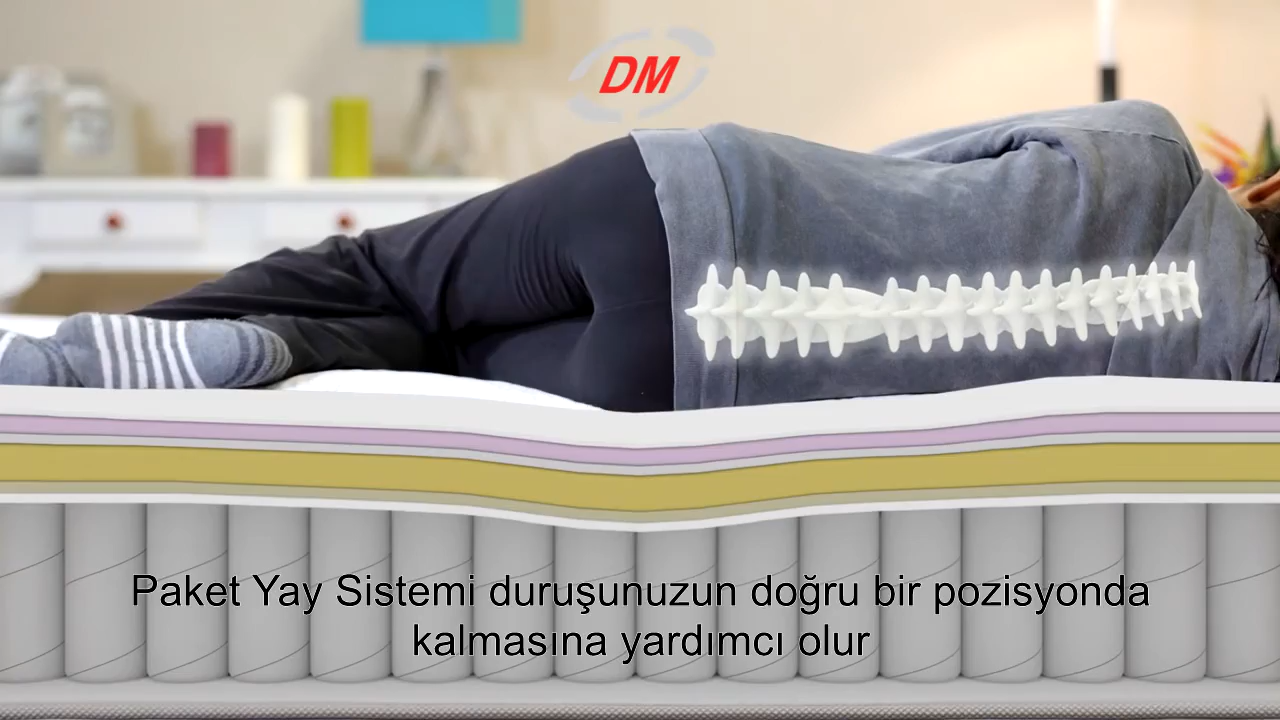 DM
Paket Yay Sistemi duruşunuzun doğru bir pozisyonda
kalmasına yardımcı olur